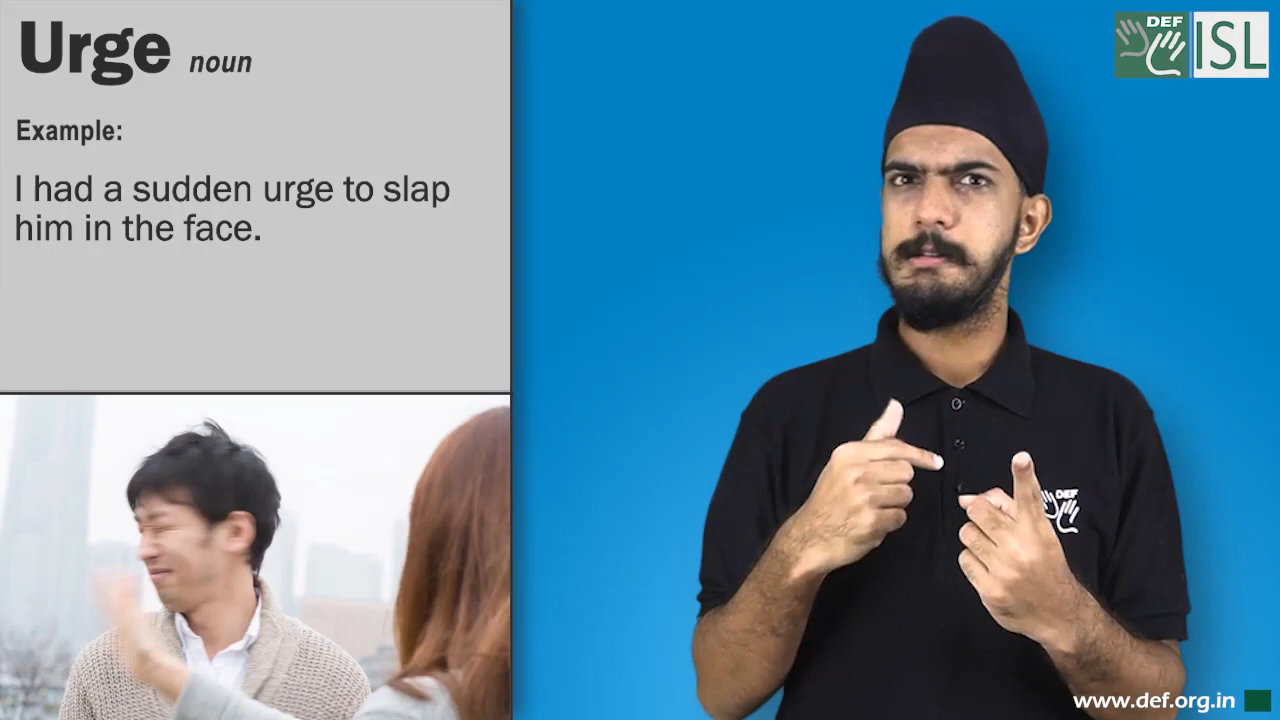 Urge noun
Example:
I had a sudden urge to slap
him in the face.
DEF
ISL
DEF
www.def.org.in